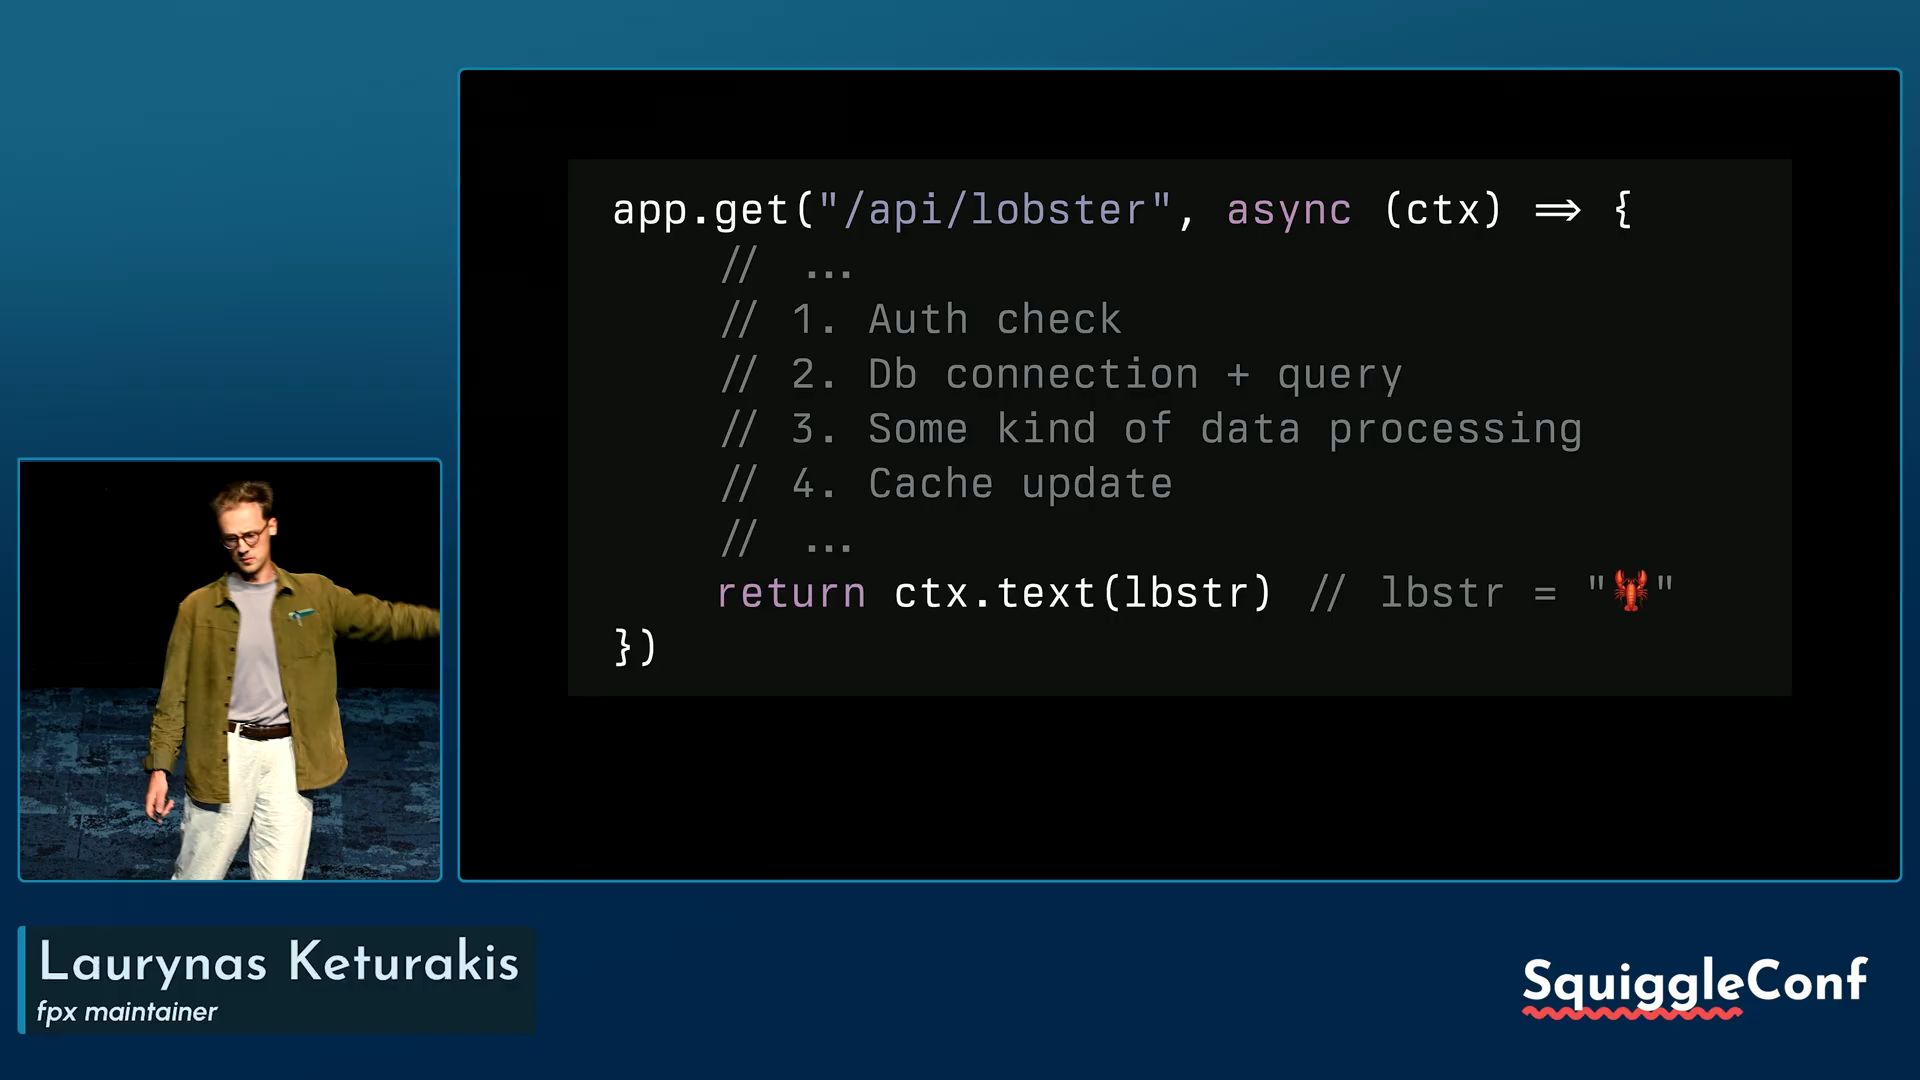 app.get("/api/lobster", async (ctx) => {
// ...
// 1. Auth check
// 2. Db connection + query
// 3. Some kind of data processing
// 4. Cache update
// ...
return ctx.text(lbstr) // lbstr = "🦞"
})
Laurynas Keturakis
fpx maintainer
SquiggleConf